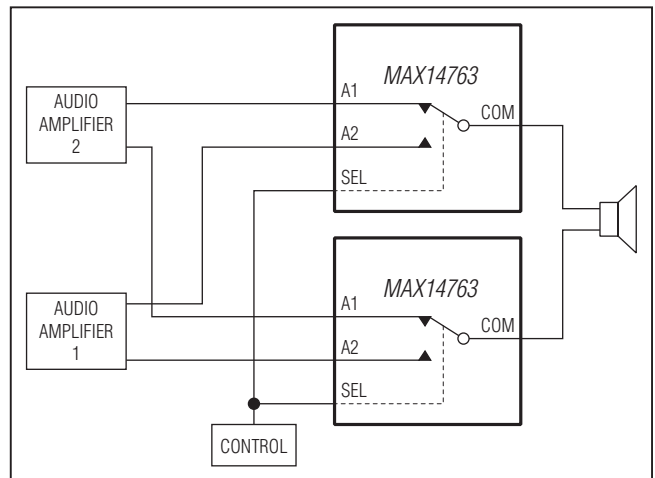 MAX14763
AUDIO
AMPLIFIER
2
A1
COM
A2
SEL
MAX14763
AUDIO
AMPLIFIER
1
A1
COM
A2
SEL
CONTROL